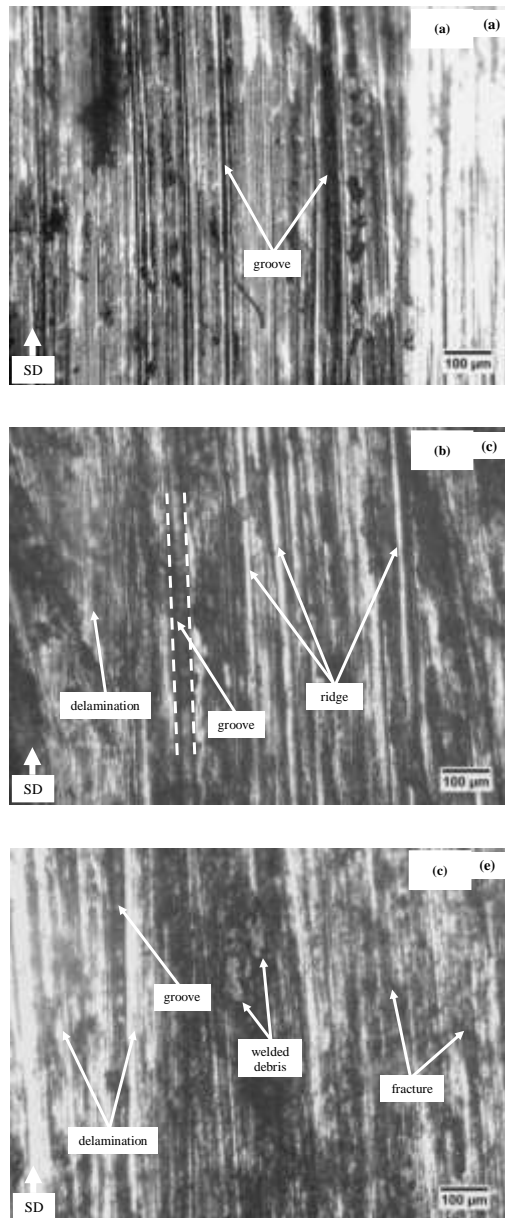 (a) (a)
groove
SD
100 µm
(b) (c)
delamination
groove
ridge
SD
100 µm
(c) (e)
groove
welded
debris
fracture
delamination
SD
100 µm